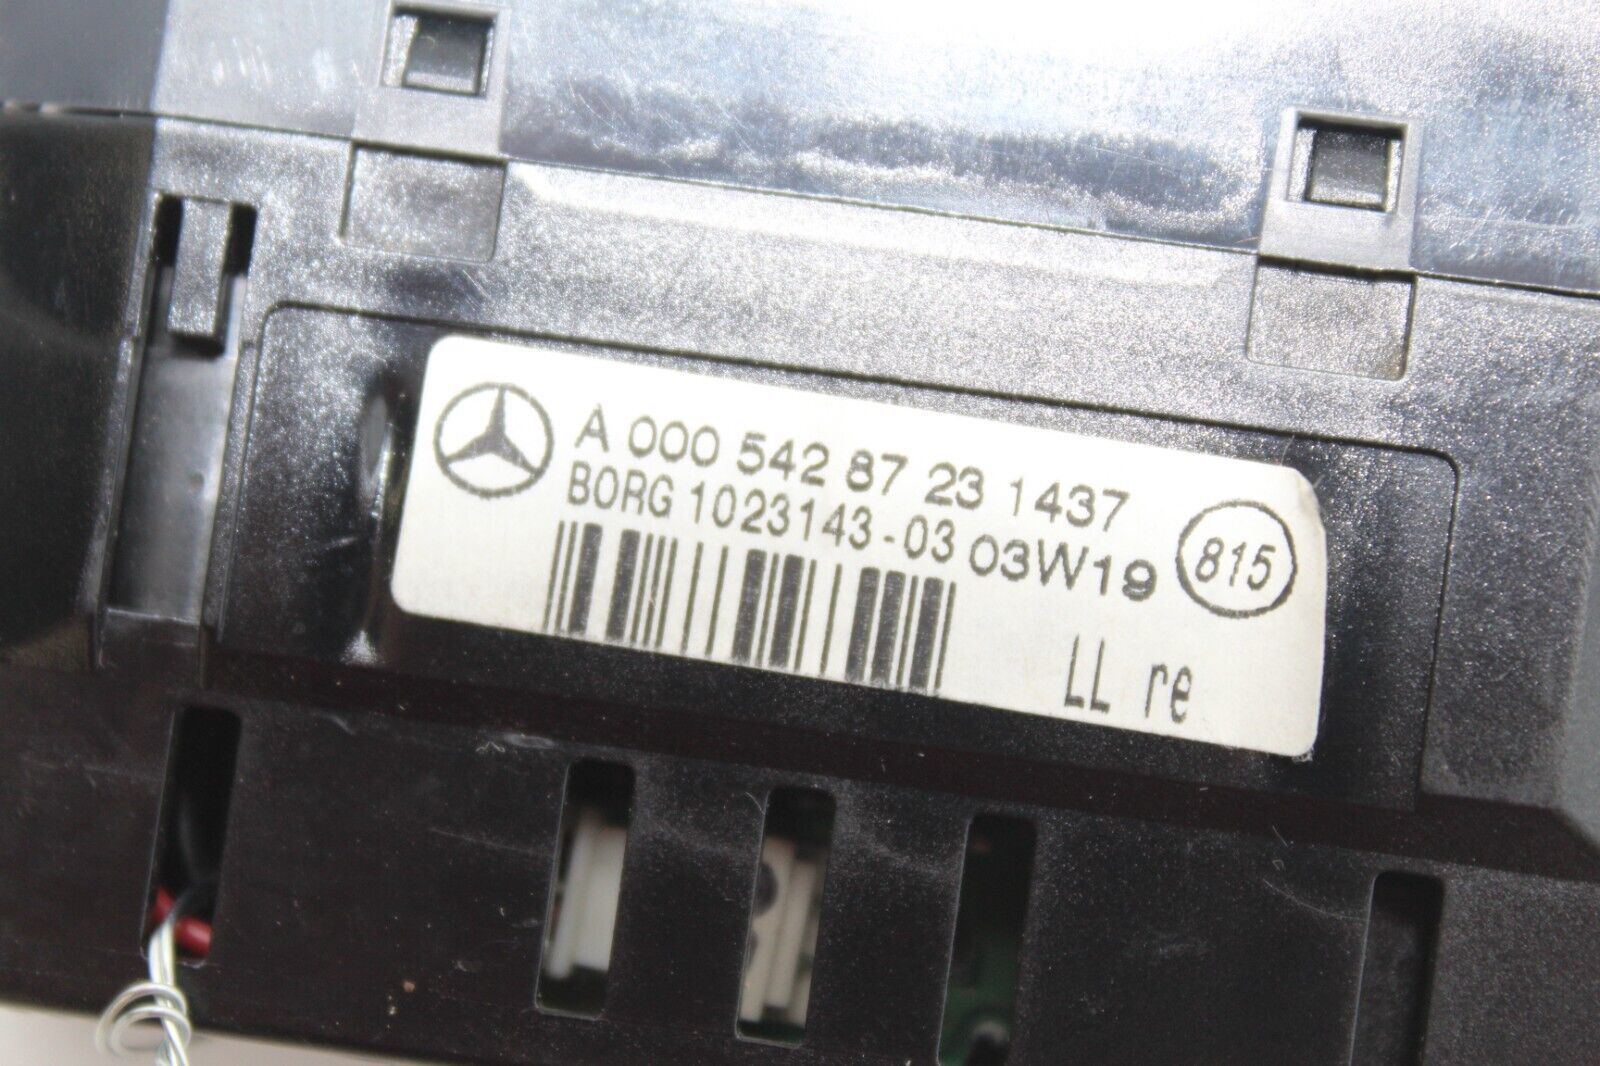 A 000 542 87 23 1437
BORG 1023143-03 03W19
815
LL re